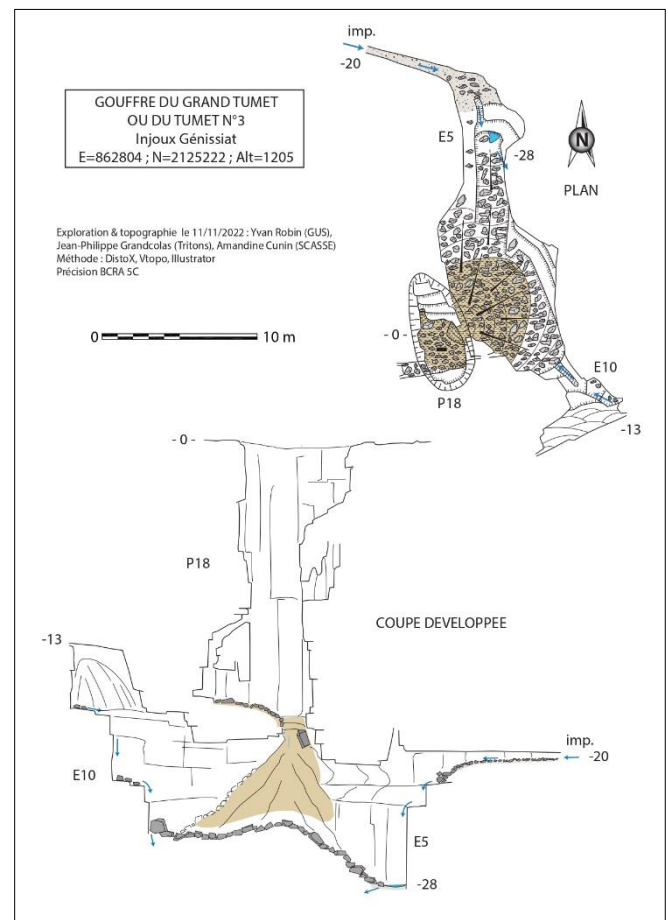 GOUFFRE DU GRAND TUMET
OU DU TUMET N°3
Injoux Génissiat
E=862804 ; N=2125222 ; Alt=1205
Exploration & topographie le 11/11/2022 : Yvan Robin (GUS),
Jean-Philippe Grandcolas (Tritons), Amandine Cunin (SCASSE)
Méthode : DistoX, Vtopo, Illustrator
Précision BCRA 5C
0 10 m
imp.
-20
E5
-28
N
PLAN
- 0 -
P18
E10
-13
- 0 -
P18
COUPE DEVELOPPEE
-13
E10
imp.
-20
E5
-28